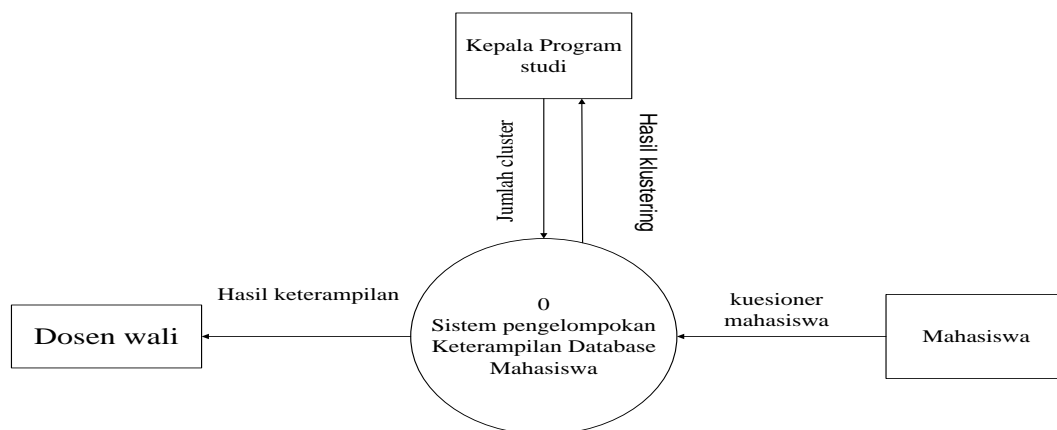 Kepala Program
studi
Jumlah cluster
Hasil klustering
Hasil keterampilan
0
Sistem pengelompokan
Keterampilan Database
Mahasiswa
kuesioner
mahasiswa
Dosen wali
Mahasiswa